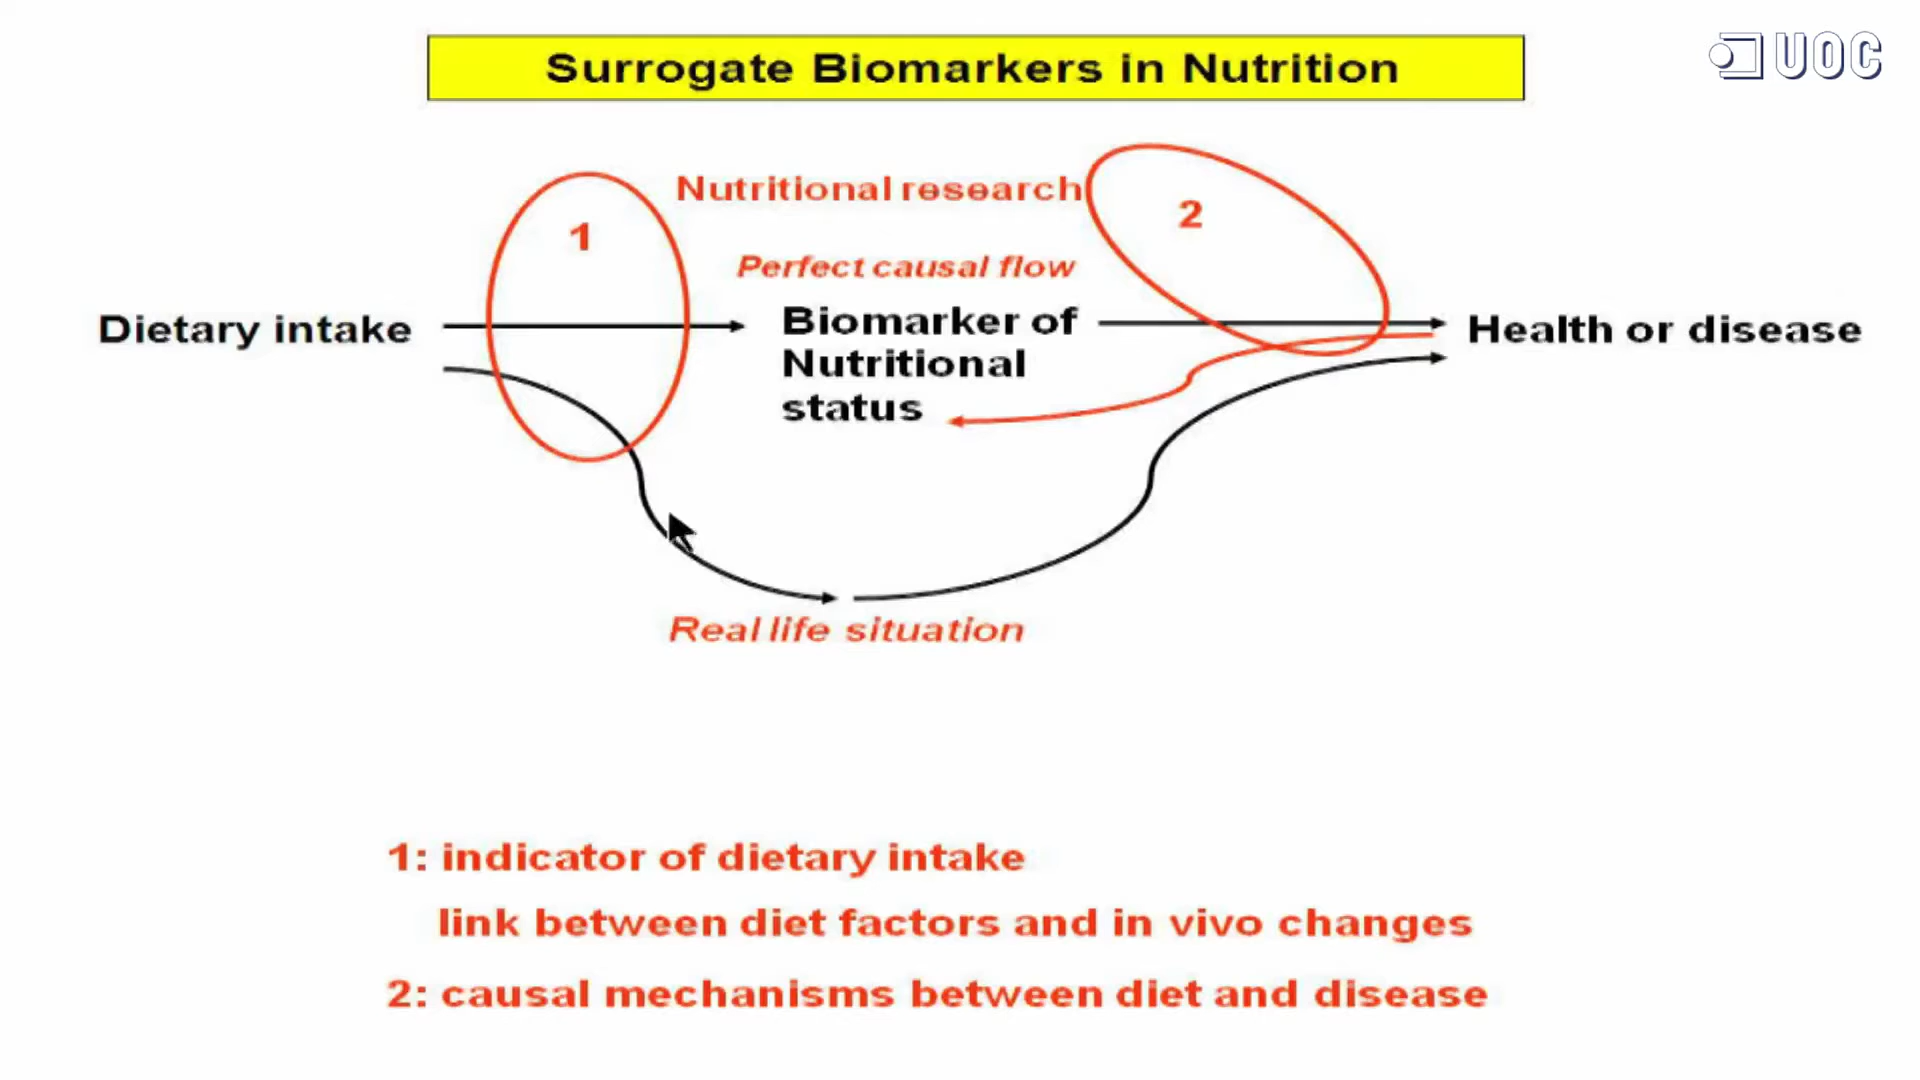 Surrogate Biomarkers in Nutrition
UOC
Nutritional research
1
2
Perfect causal flow
Dietary intake
Biomarker of
Nutritional
status
Health or disease
Real life situation
1: indicator of dietary intake
link between diet factors and in vivo changes
2: causal mechanisms between diet and disease